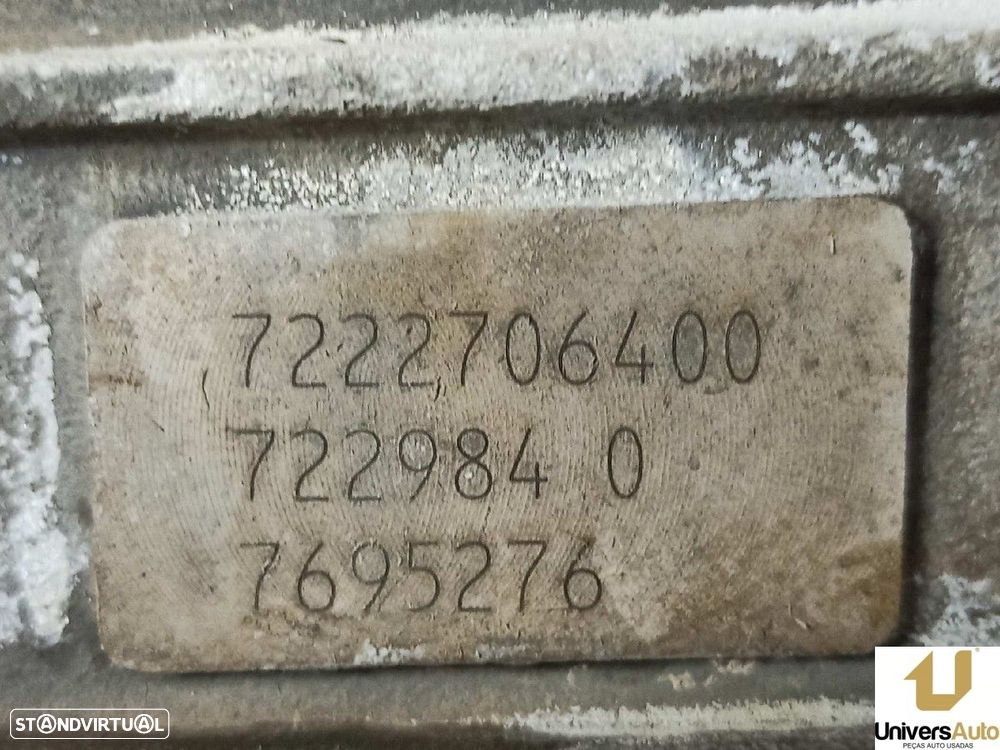 7222706400
722984 0
7695276
STANDVIRTUAL
UniversAuto
PEÇAS AUTO USADAS